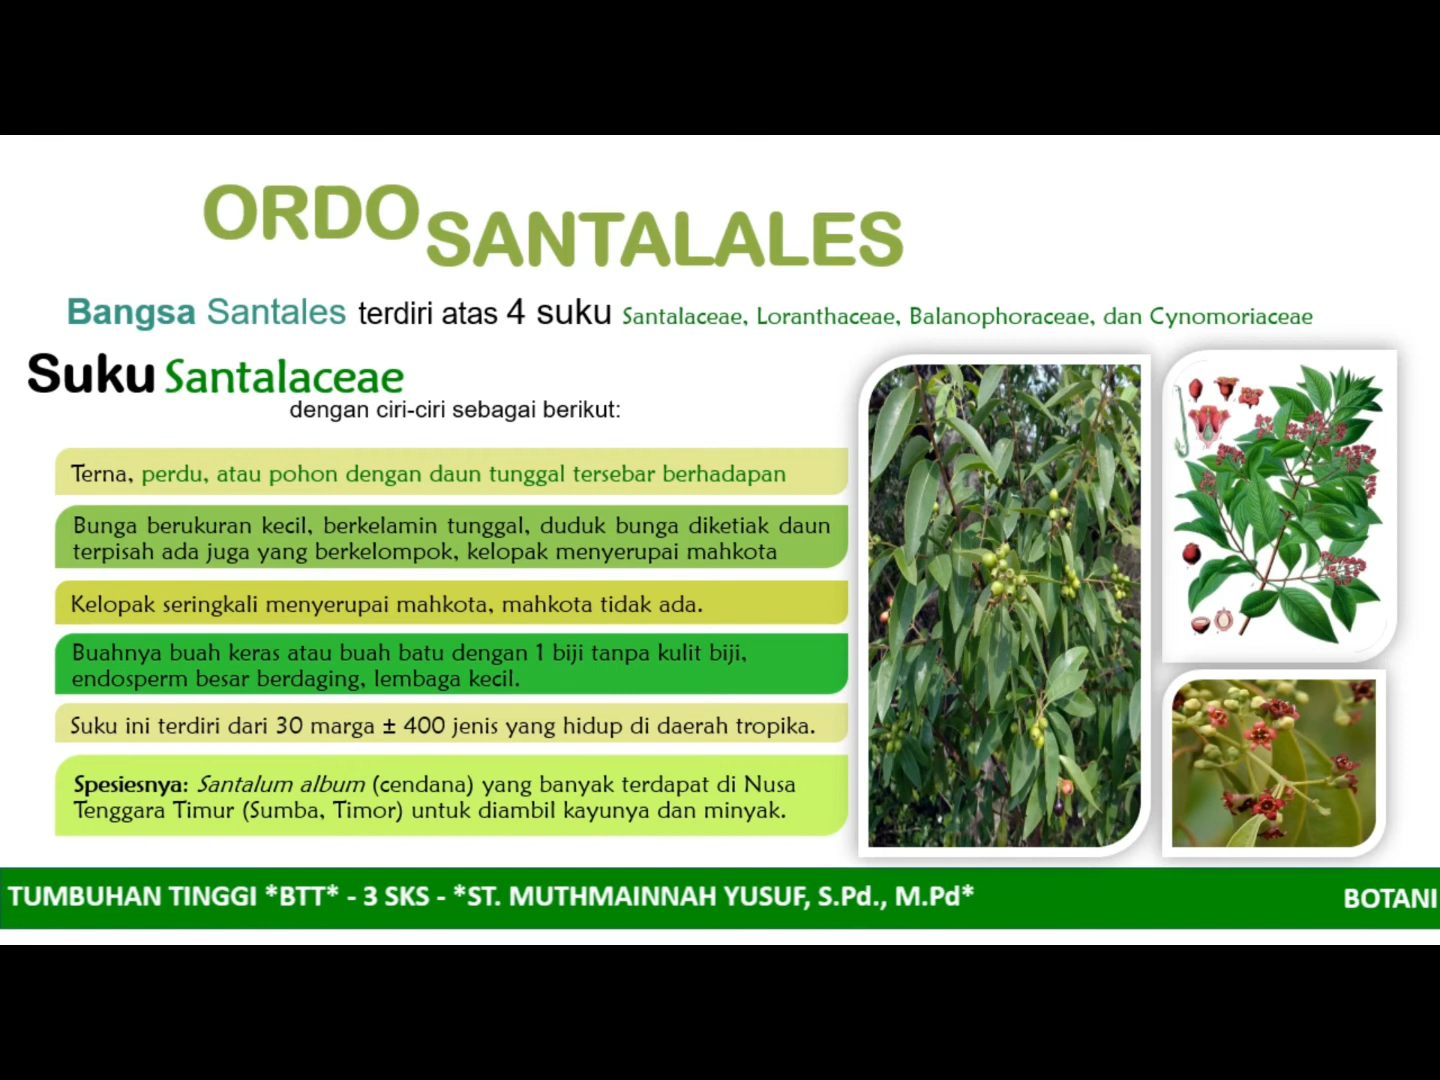 ORDO SANTALALES
Bangsa Santales terdiri atas 4 suku Santalaceae, Loranthaceae, Balanophoraceae, dan Cynomoriaceae
Suku Santalaceae
dengan ciri-ciri sebagai berikut:
Terna, perdu, atau pohon dengan daun tunggal tersebar berhadapan
Bunga berukuran kecil, berkelamin tunggal, duduk bunga diketiak daun
terpisah ada juga yang berkelompok, kelopak menyerupai mahkota
Kelopak seringkali menyerupai mahkota, mahkota tidak ada.
Buahnya buah keras atau buah batu dengan 1 biji tanpa kulit biji,
endosperm besar berdaging, lembaga kecil.
Suku ini terdiri dari 30 marga ± 400 jenis yang hidup di daerah tropika.
Spesiesnya: Santalum album (cendana) yang banyak terdapat di Nusa
Tenggara Timur (Sumba, Timor) untuk diambil kayunya dan minyak.
TUMBUHAN TINGGI *BTT* - 3 SKS - *ST. MUTHMAINNAH YUSUF, S.Pd., M.Pd*
BOTANI